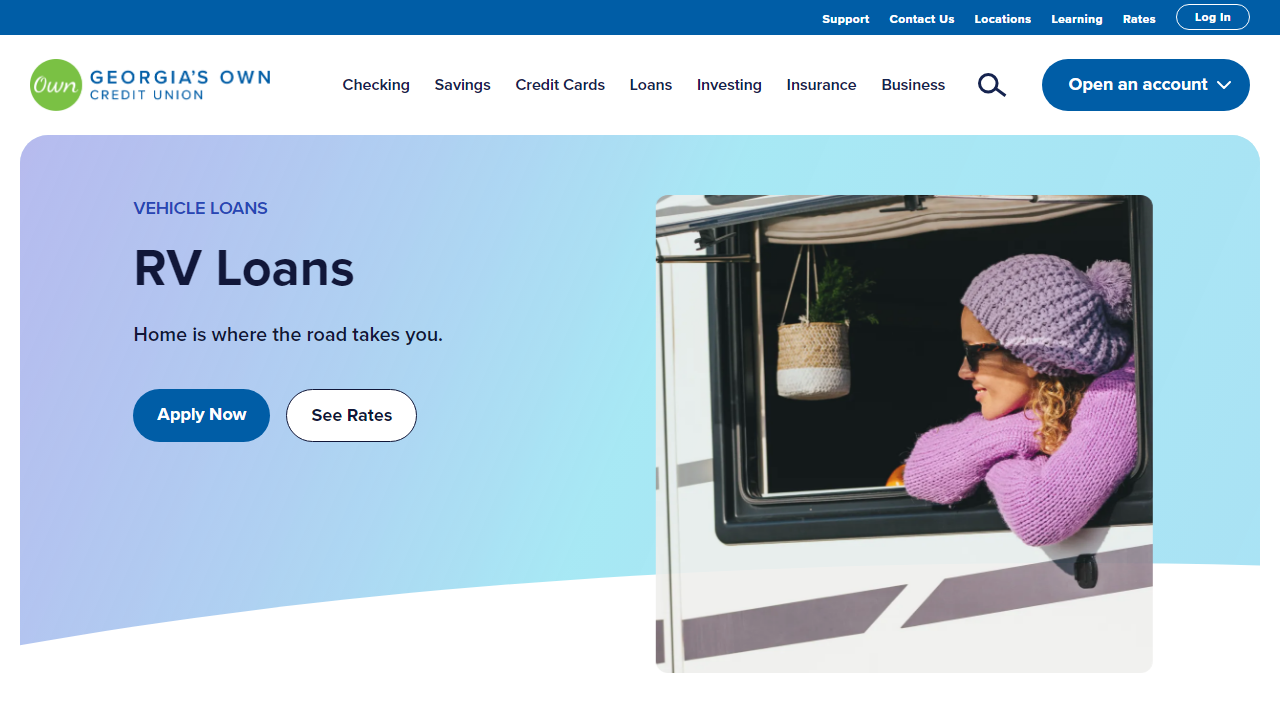 Support Contact Us Locations Learning Rates Log In
Own GEORGIA'S OWN
CREDIT UNION
Checking Savings Credit Cards Loans Investing Insurance Business Open an account
VEHICLE LOANS
RV Loans
Home is where the road takes you.
Apply Now See Rates